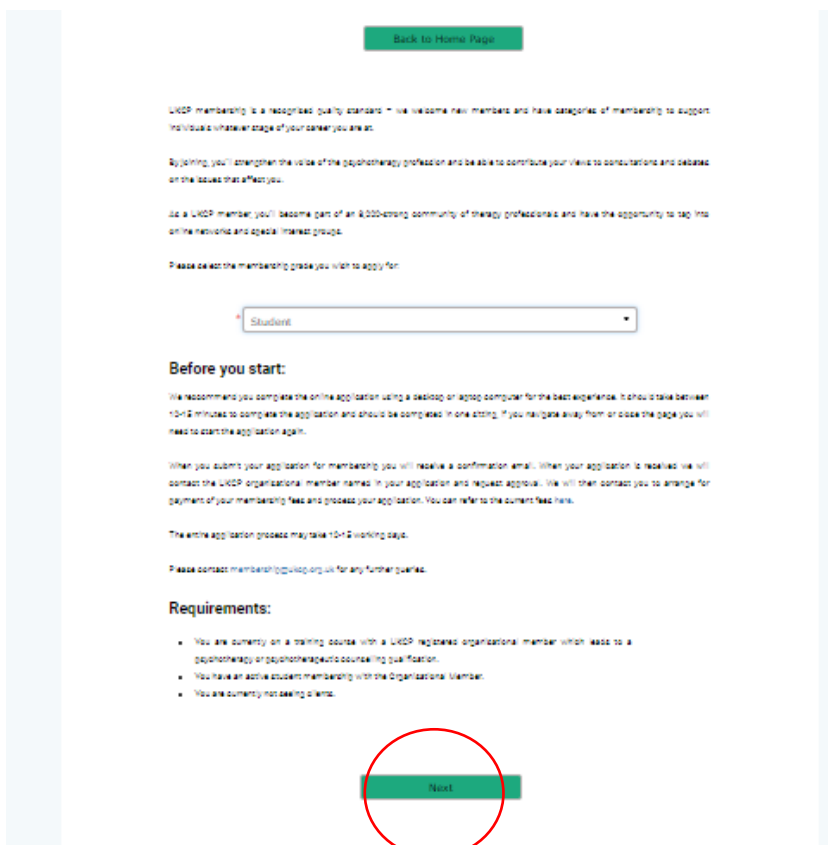 Back to Home Page
UKCP membership is a recognised quality standard – we welcome new members and have categories of membership to support
individuals whatever stage of your career you are at.
By joining, you'll strengthen the voice of the psychotherapy profession and be able to contribute your views to consultations and debates
on the issues that affect you.
As a UKCP member, you'll become part of an 8,000-strong community of therapy professionals and have the opportunity to tap into
online networks and special interest groups.
Please select the membership grade you wish to apply for:
* Student
Before you start:
We recommend you complete the online application using a desktop or laptop computer for the best experience. It should take between
10-15 minutes to complete the application and should be completed in one sitting, if you navigate away from or close the page you will
need to start the application again.
When you submit your application for membership you will receive a confirmation email. When your application is received we will
contact the UKCP organisational member named in your application and request approval. We will then contact you to arrange for
payment of your membership fees and process your application. You can refer to the current fees here.
The entire application process may take 10-15 working days.
Please contact membership@ukcp.org.uk for any further queries.
Requirements:
• You are currently on a training course with a UKCP registered organisational member which leads to a
psychotherapy or psychotherapeutic counselling qualification.
• You have an active student membership with the Organisational Member.
• You are currently not seeing clients.
Next